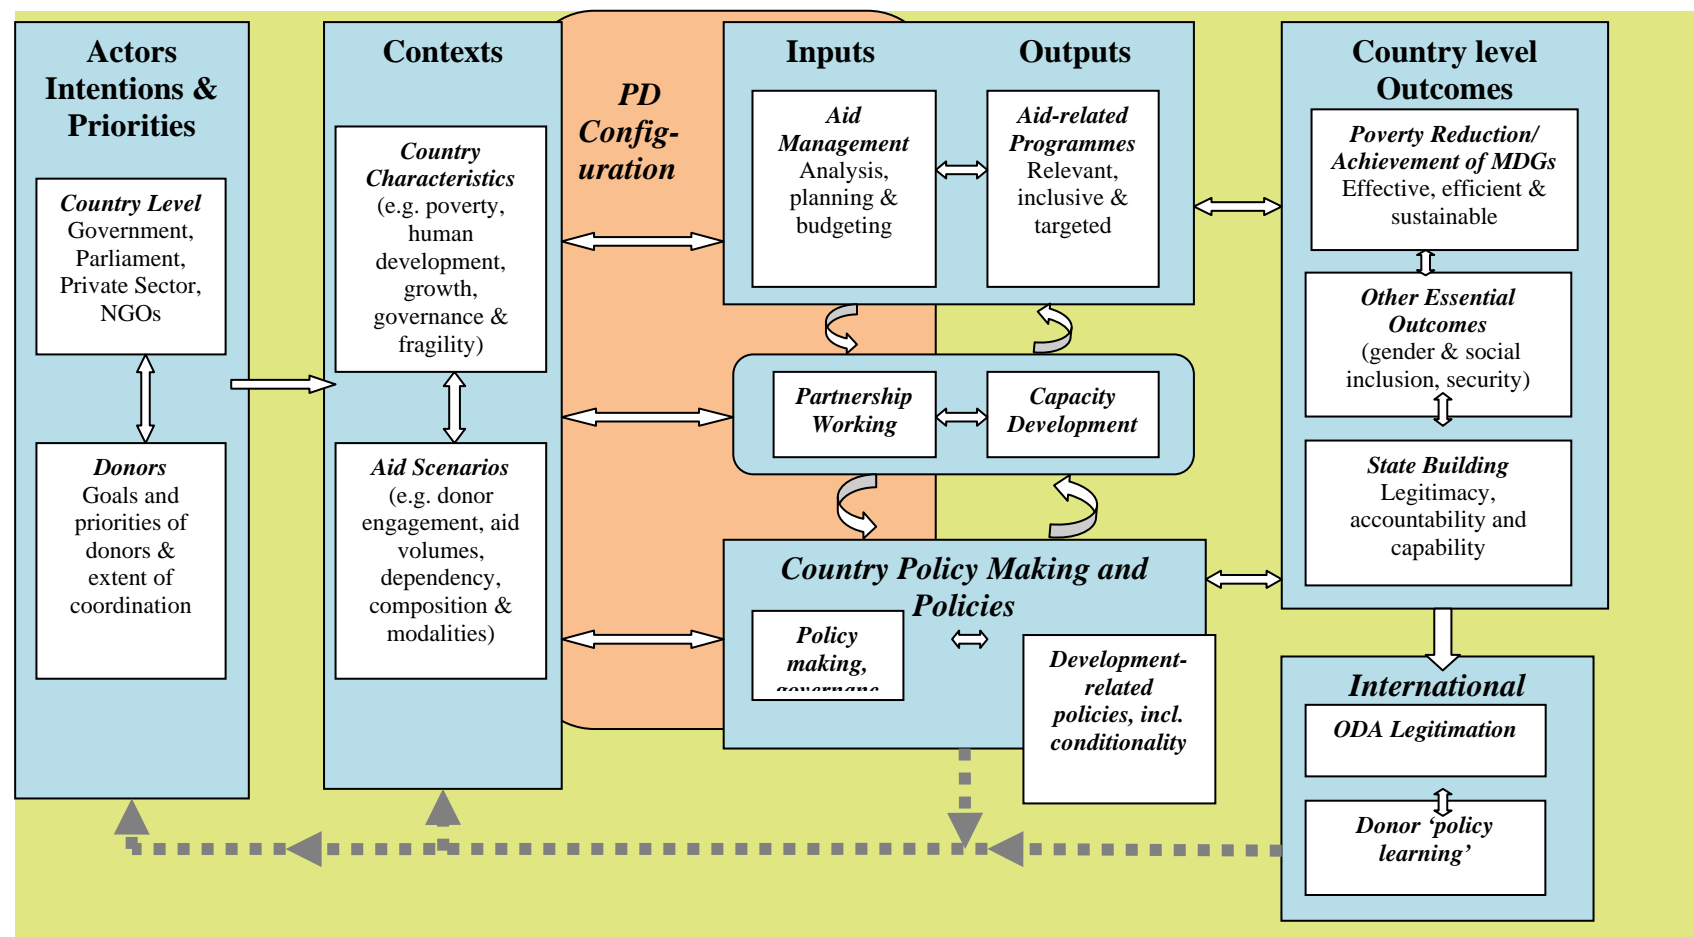 Actors
Intentions &
Priorities
Country Level
Government,
Parliament,
Private Sector,
NGOs
Donors
Goals and
priorities of
donors &
extent of
coordination
Contexts
Country
Characteristics
(e.g. poverty,
human
development,
growth,
governance &
fragility)
Aid Scenarios
(e.g. donor
engagement, aid
volumes,
dependency,
composition &
modalities)
PD
Config-
uration
Inputs
Aid
Management
Analysis,
planning &
budgeting
Outputs
Aid-related
Programmes
Relevant,
inclusive &
targeted
Partnership
Working
Capacity
Development
Country Policy Making and
Policies
Policy
making,
Development-
related
policies, incl.
conditionality
Country level
Outcomes
Poverty Reduction/
Achievement of MDGs
Effective, efficient &
sustainable
Other Essential
Outcomes
(gender & social
inclusion, security)
State Building
Legitimacy,
accountability and
capability
International
ODA Legitimation
Donor ‘policy
learning’